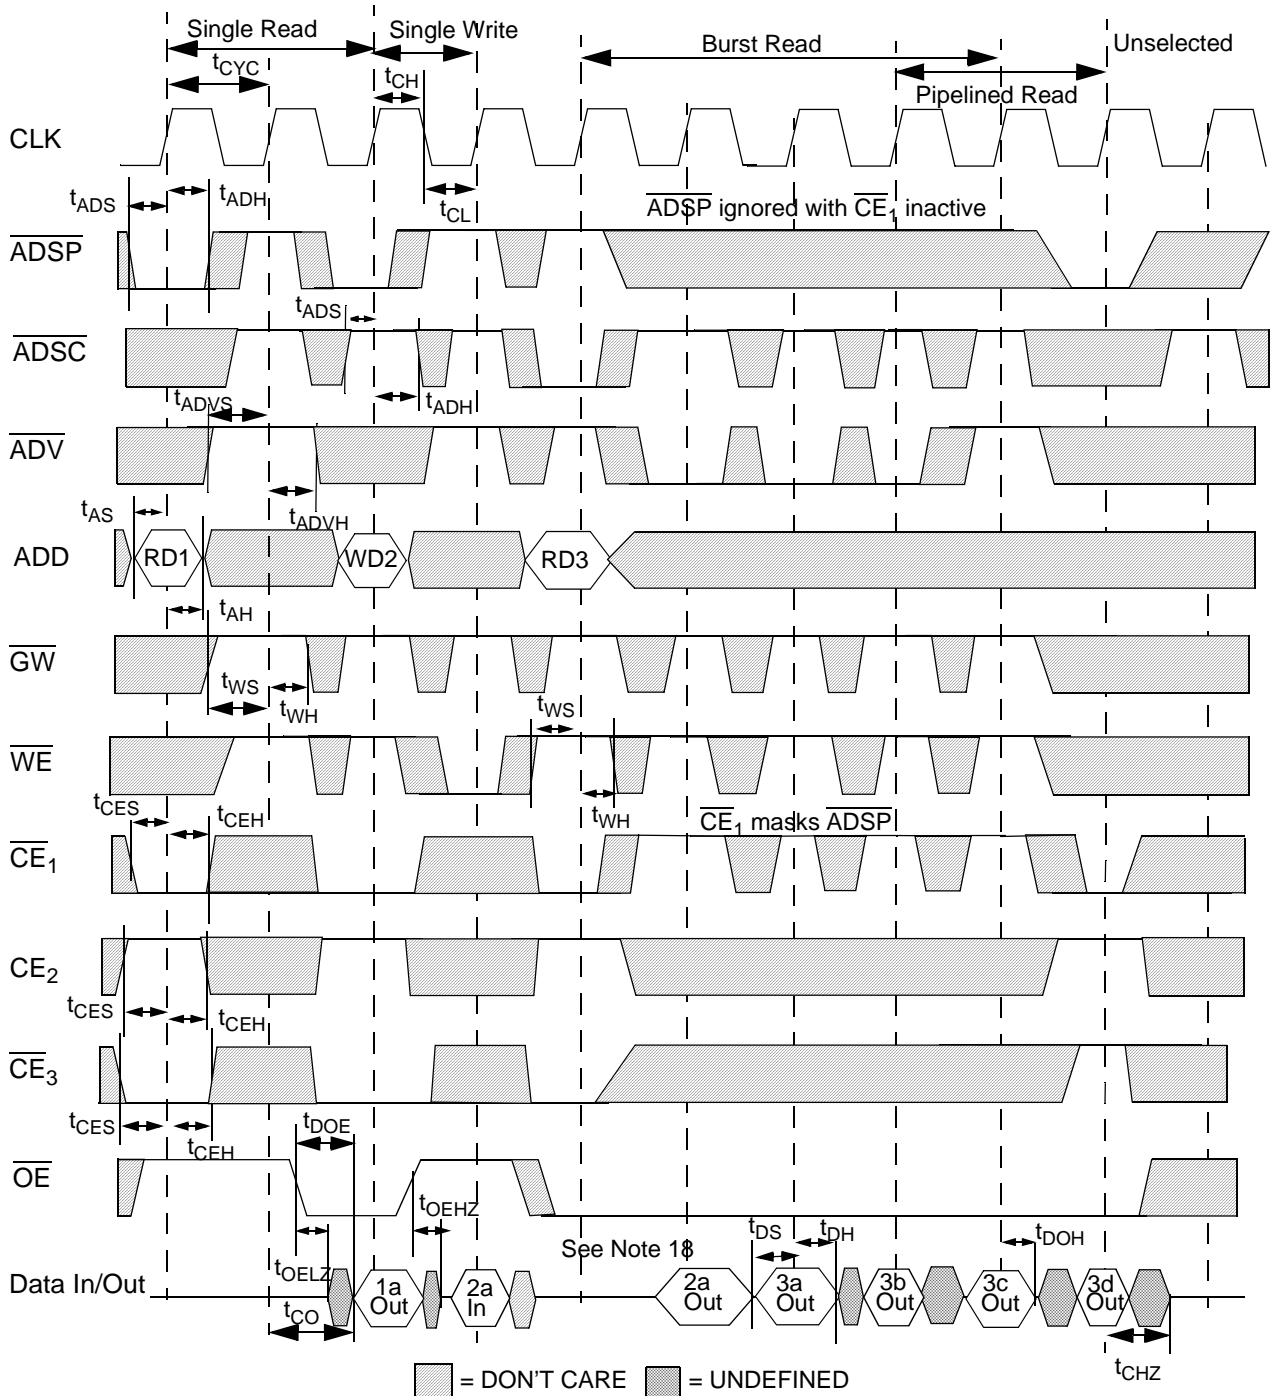 Single Read
Single Write
Burst Read
Unselected
tCYC
tCH
Pipelined Read
CLK
tADS
tADH
tCL
ADSP ignored with CE1 inactive
ADSP
tADS
ADSC
tADVS
tADH
ADV
tAS
tADVH
ADD
RD1
WD2
RD3
tAH
GW
tWS
tWH
tWS
WE
tCES
tCEH
tWH
CE1 masks ADSP
CE1
CE2
tCES
tCEH
CE3
tCES
tCEH
tDOE
OE
tOEHZ
tDS
tDH
tDOH
See Note 18
tOELZ
Data In/Out
1a Out
2a In
2a Out
3a Out
3b Out
3c Out
3d Out
tCO
tCHZ
= DON'T CARE
= UNDEFINED